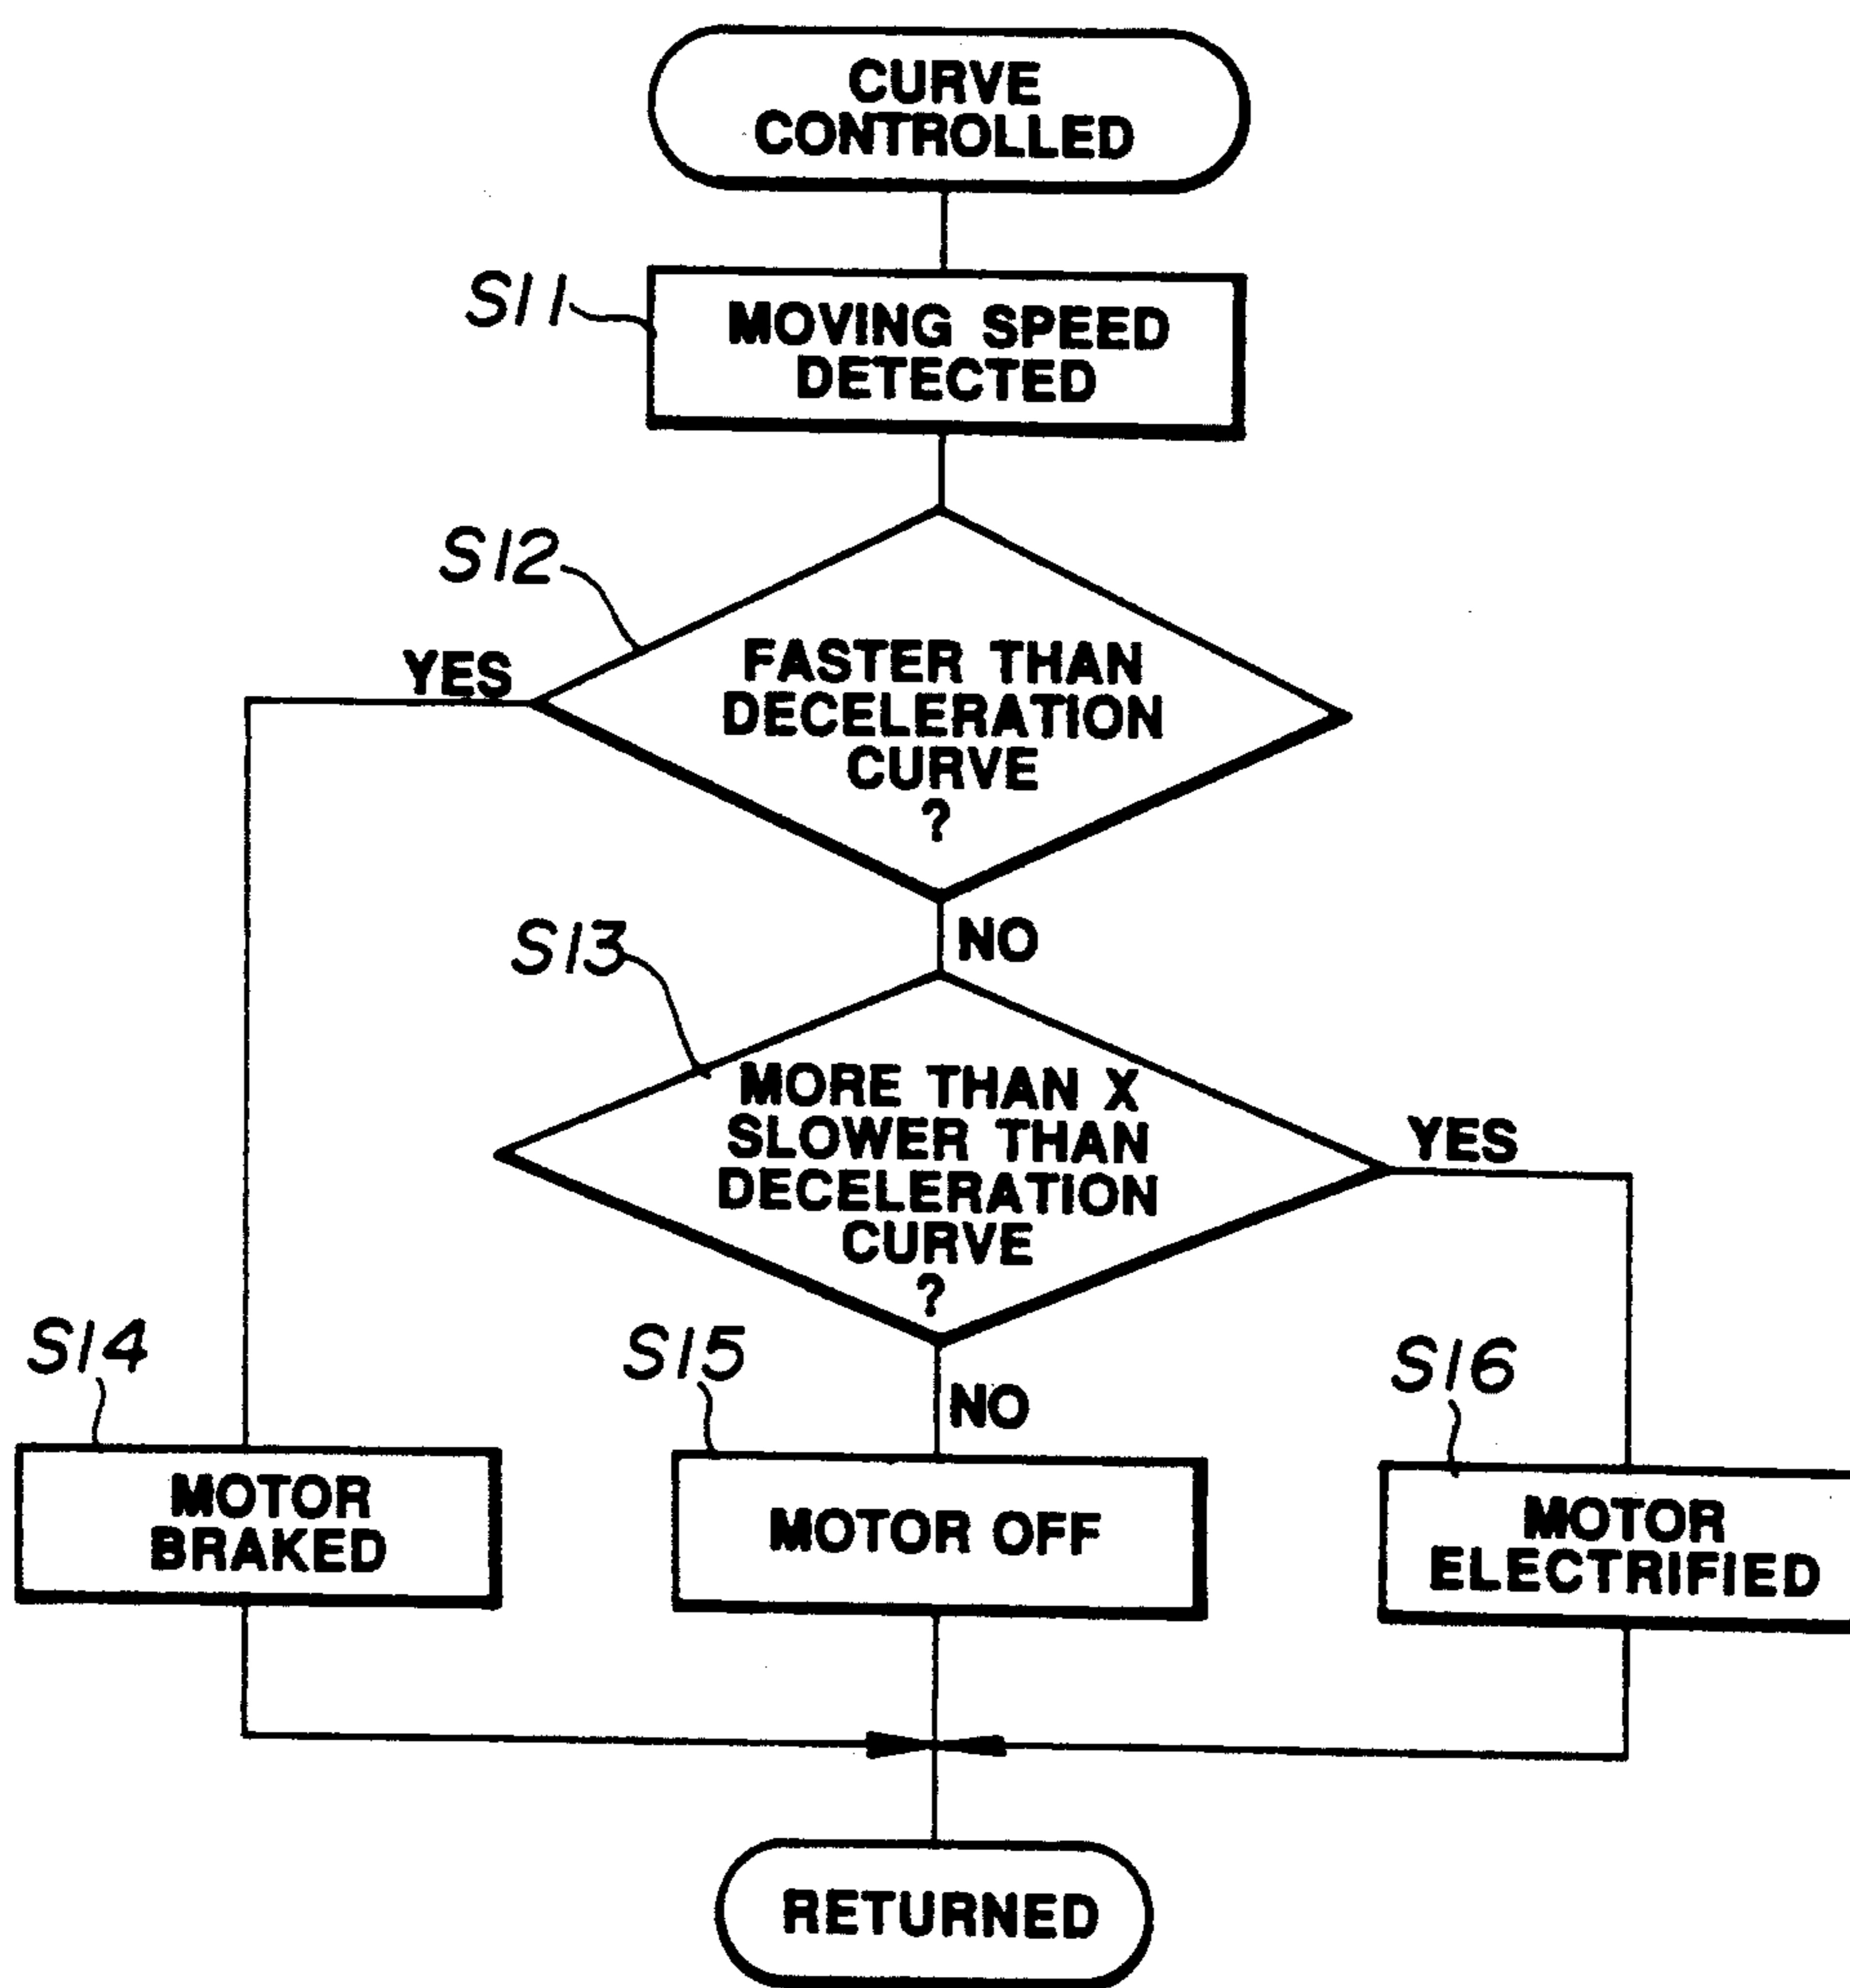 CURVE
CONTROLLED
S11
MOVING SPEED
DETECTED
S12
YES
FASTER THAN
DECELERATION
CURVE
?
NO
S13
MORE THAN X
SLOWER THAN
DECELERATION
CURVE
?
YES
S14
S15
NO
S16
MOTOR
BRAKED
MOTOR OFF
MOTOR
ELECTRIFIED
RETURNED